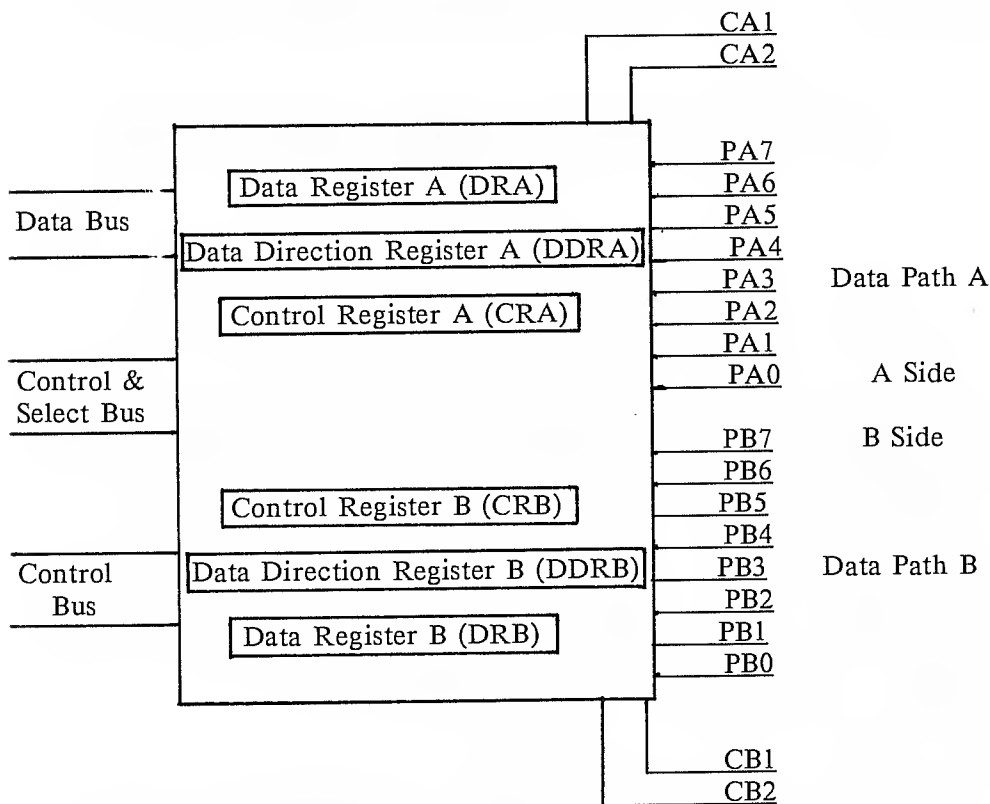 CA1
CA2
PA7
Data Register A (DRA)
PA6
Data Bus
PA5
Data Direction Register A (DDRA)
PA4
PA3
Data Path A
Control Register A (CRA)
PA2
PA1
Control &
Select Bus
PA0
A Side
PB7
B Side
PB6
Control Register B (CRB)
PB5
PB4
Control
Bus
Data Direction Register B (DDRB)
PB3
Data Path B
PB2
Data Register B (DRB)
PB1
PB0
CB1
CB2